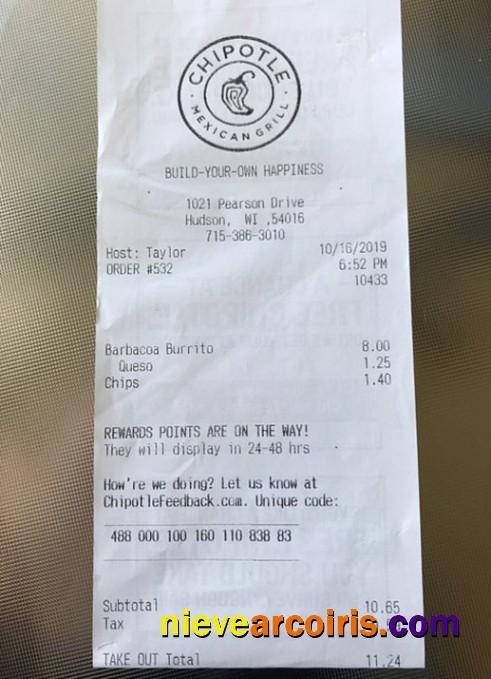 CHIPOTLE
MEXICAN GRILL
BUILD-YOUR-OWN HAPPINESS
1021 Pearson Drive
Hudson, WI ,54016
715-386-3010
Host: Taylor 10/16/2019
ORDER #532 6:52 PM
10433
Barbacoa Burrito 8.00
Queso 1.25
Chips 1.40
REWARDS POINTS ARE ON THE WAY!
They will display in 24-48 hrs
How're we doing? Let us know at
ChipotleFeedback.com. Unique code:
488 000 100 160 110 838 83
Subtotal 10.65
Tax
nievearcoiris.com
TAKE OUT Total 11.24